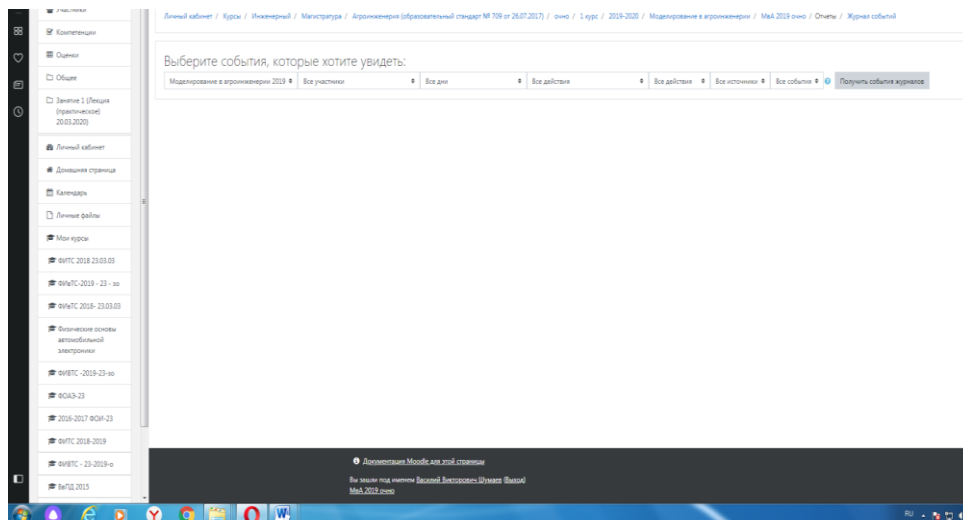 Участники
Личный кабинет / Курсы / Инженерный / Магистратура / Агроинженерия (образовательный стандарт № 709 от 26.07.2017) / очно / 1 курс / 2019-2020 / Моделирование в агроинженерии / МвА 2019 очно / Отчеты / Журнал событий
Компетенции
Оценки
Общее
Занятие 1 (Лекция
(практическое)
20.03.2020)
Личный кабинет
Домашняя страница
Календарь
Личные файлы
Мои курсы
ФИТС 2018 23.03.03
ФИвТС-2019 - 23 - зо
ФИвТС 2018- 23.03.03
Физические основы
автомобильной
электроники
ФИВТС -2019-23-зо
ФОАЭ-23
2016-2017 ФОИ-23
ФИТС 2018-2019
ФИВТС - 23-2019-о
ВвПД 2015
Выберите события, которые хотите увидеть:
Моделирование в агроинженерии 2019 Все участники Все дни Все действия Все действия Все источники Все события Получить события журналов
Документация Moodle для этой страницы
Вы зашли под именем Василий Викторович Шумаев (Выход)
МвА 2019 очно
RU